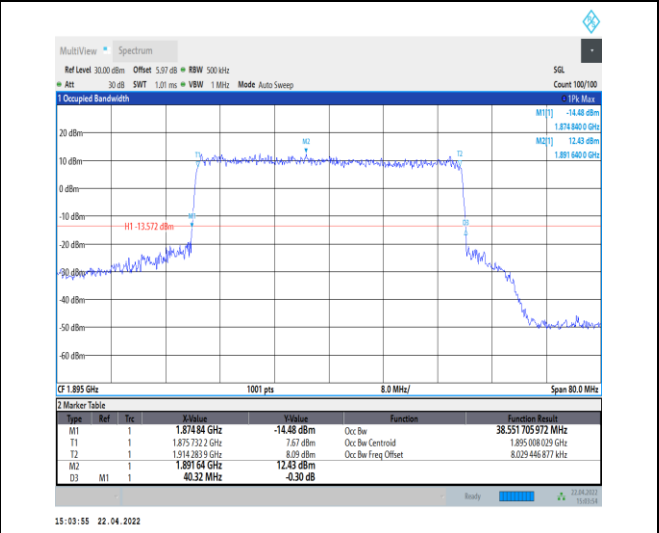 MultiView Spectrum
Ref Level 30.00 dBm Offset 5.97 dB RBW 500 kHz SGL
Att 30 dB SWT 1.01 ms VBW 1 MHz Mode Auto Sweep Count 100/100
1 Occupied Bandwidth 1Pk Max
M1[1] -14.48 dBm
1.874 840 0 GHz
M2[1] 12.43 dBm
1.891 640 0 GHz
20 dBm
M2
T1 T2
10 dBm
0 dBm
-10 dBm
M1
D3
H1 -13.572 dBm
-20 dBm
-30 dBm
-40 dBm
-50 dBm
-60 dBm
CF 1.895 GHz 1001 pts 8.0 MHz/ Span 80.0 MHz
2 Marker Table
Type Ref Trc X-Value Y-Value Function Function Result
M1 1 1.87484 GHz -14.48 dBm Occ Bw 38.551 705 972 MHz
T1 1 1.875 732 2 GHz 7.67 dBm Occ Bw Centroid 1.895 008 029 GHz
T2 1 1.914 283 9 GHz 8.09 dBm Occ Bw Freq Offset 8.029 446 877 kHz
M2 1 1.89164 GHz 12.43 dBm
D3 M1 1 40.32 MHz -0.30 dB
Ready 22.04.2022
15:03:54
15:03:55 22.04.2022